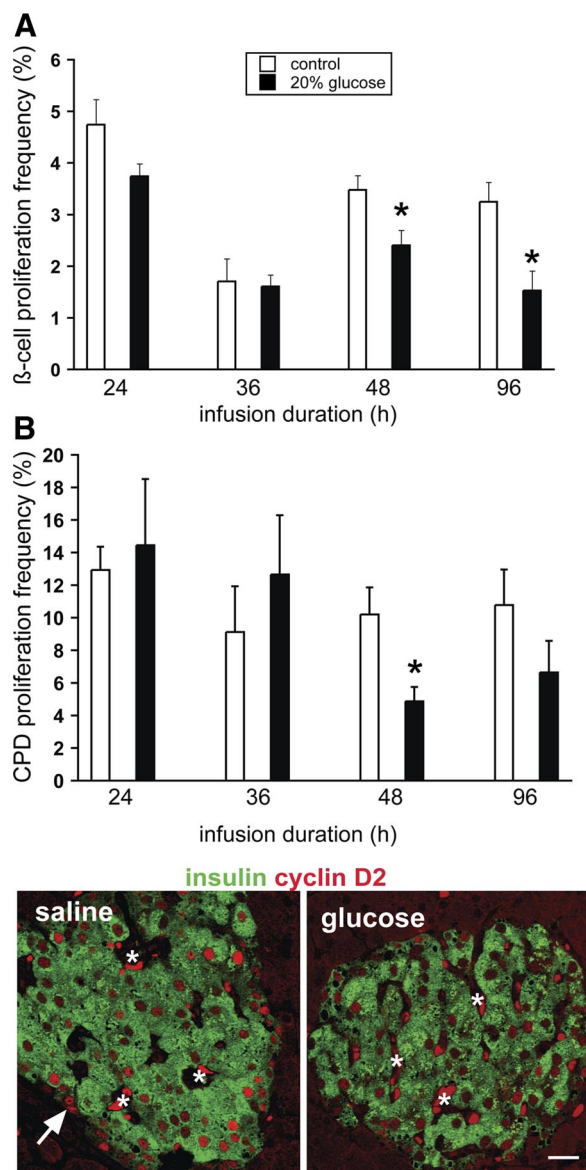 A
ß-cell proliferation frequency (%)
6
5
4
3
2
1
0
control
20% glucose
*
*
24 36 48 96
infusion duration (h)
B
CPD proliferation frequency (%)
20
18
16
14
12
10
8
6
4
2
0
*
24 36 48 96
infusion duration (h)
insulin cyclin D2
saline
*
*
*
glucose
*
*
*